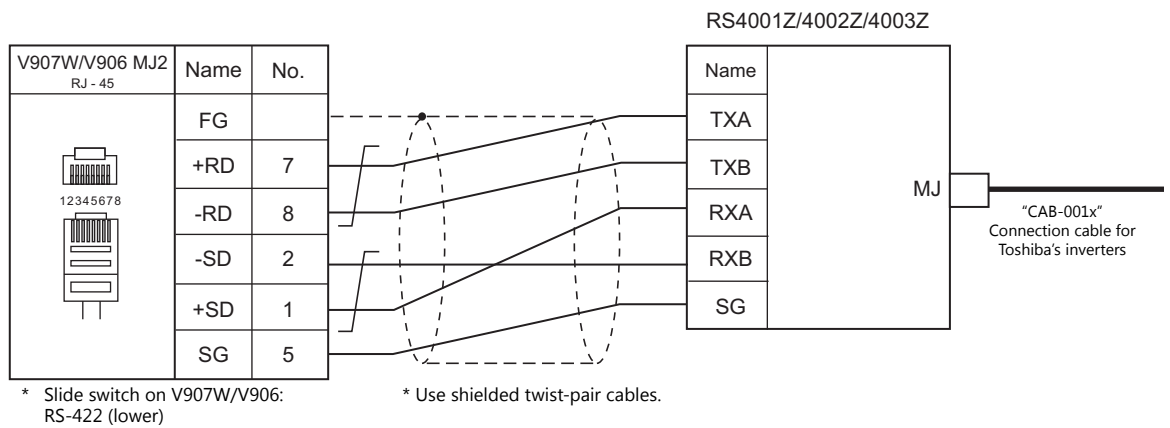 RS4001Z/4002Z/4003Z
V907W/V906 MJ2
RJ - 45
Name No.
FG
+RD 7
-RD 8
-SD 2
+SD 1
SG 5
12345678
Name
TXA
TXB
RXA
RXB
SG
MJ
“CAB-001x”
Connection cable for
Toshiba’s inverters
* Slide switch on V907W/V906:
RS-422 (lower)
* Use shielded twist-pair cables.